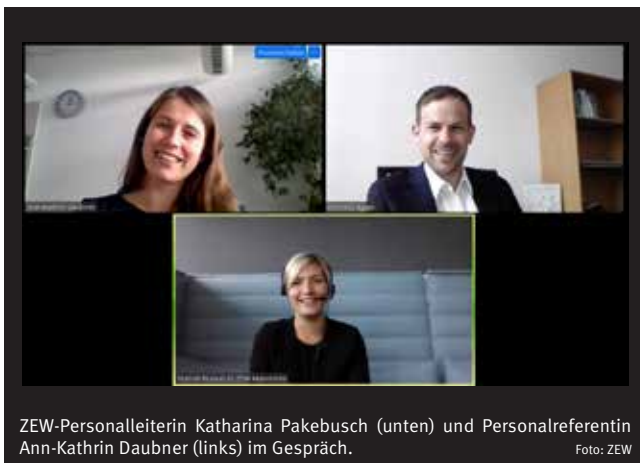 ZEW-Personalleiterin Katharina Pakebusch (unten) und Personalreferentin
Ann-Kathrin Daubner (links) im Gespräch.
Foto: ZEW